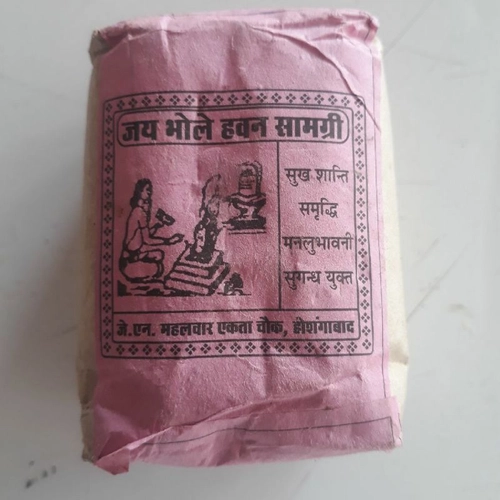 जय भोले हवन सामग्री
सुख शान्ति
समृद्धि
मनलुभावनी
सुगन्ध युक्त
जे.एन. महलवार एकता चौक, होशंगाबाद